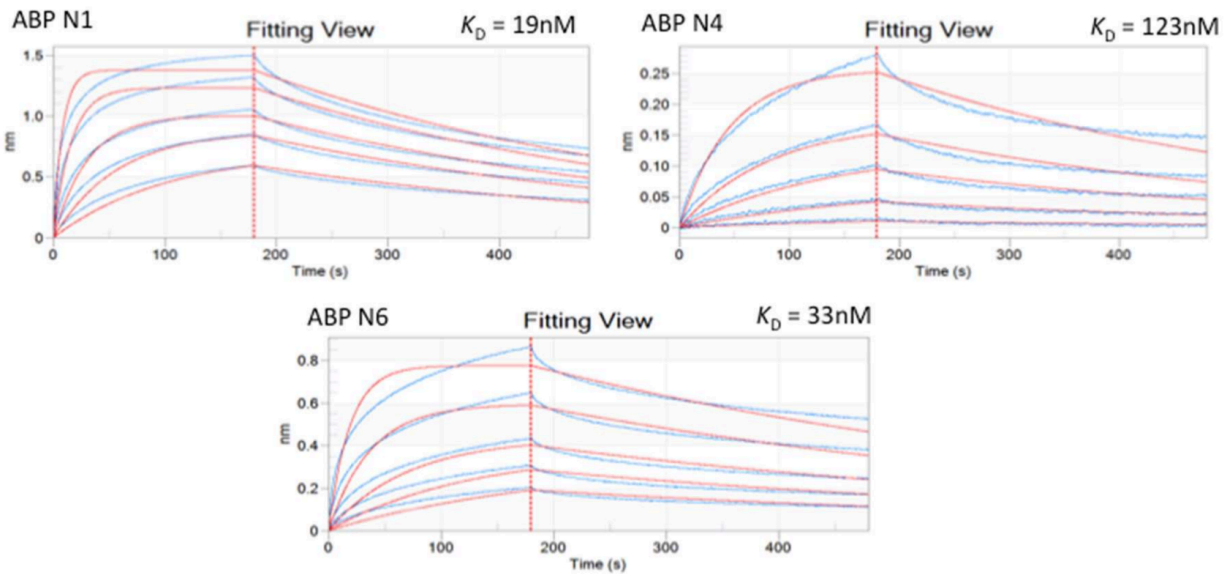 ABP N1
Fitting View
K_D = 19nM
1.5
1.0
0.5
0
nm
0
100
200
300
400
Time (s)
ABP N4
Fitting View
K_D = 123nM
0.25
0.20
0.15
0.10
0.05
0
nm
0
100
200
300
400
Time (s)
ABP N6
Fitting View
K_D = 33nM
0.8
0.6
0.4
0.2
0
nm
0
100
200
300
400
Time (s)